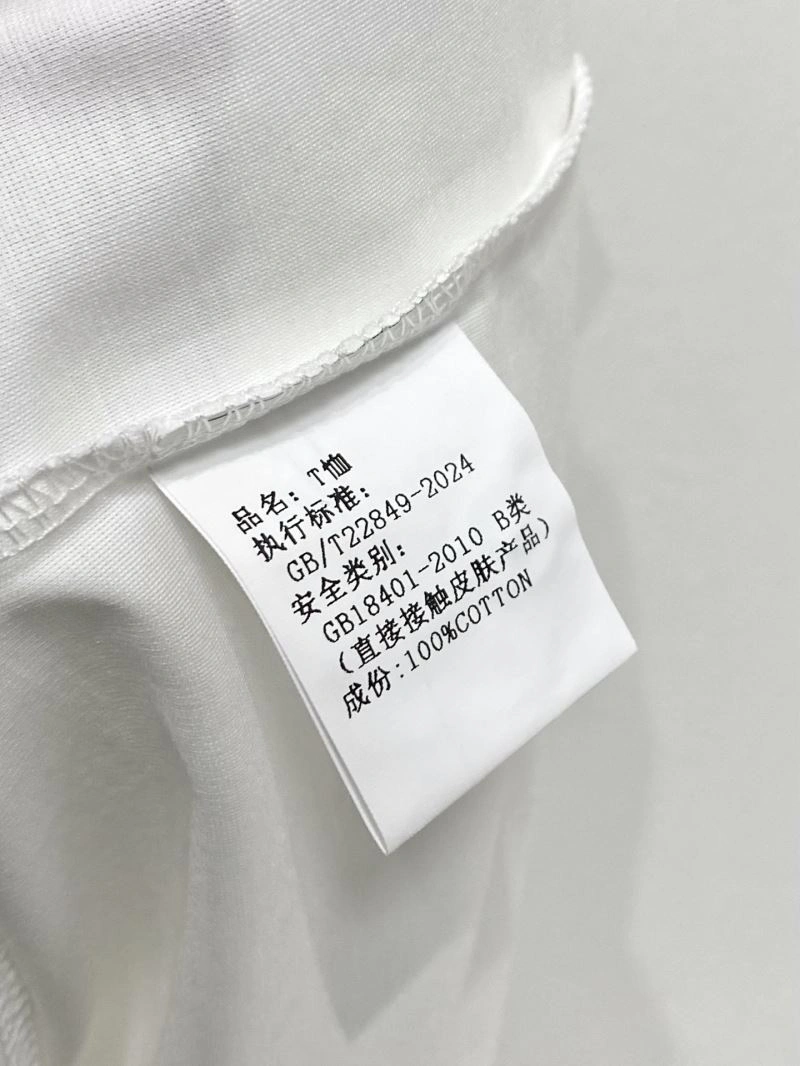 品名: T恤
执行标准:
GB/T22849-2024
安全类别:
GB18401-2010 B类
(直接接触皮肤产品)
成份:100%COTTON